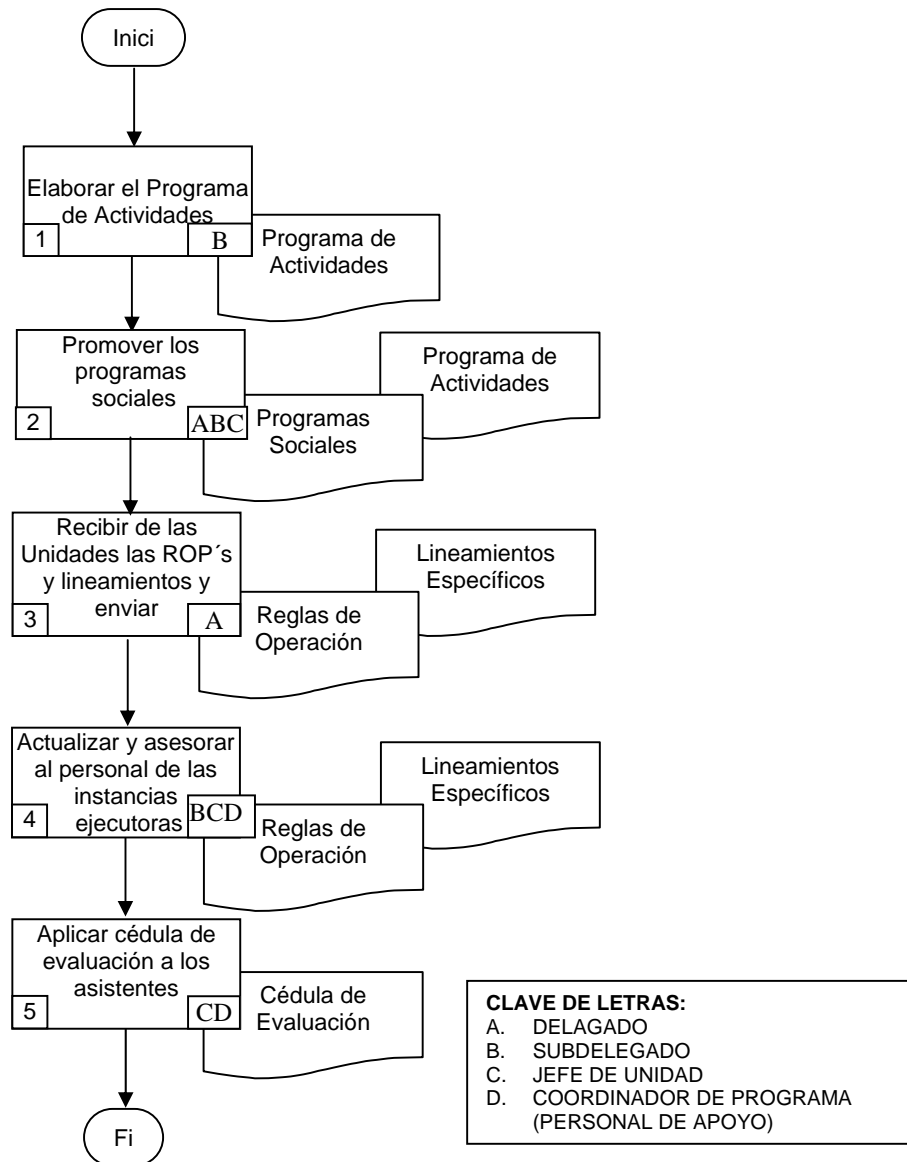 Inici
Elaborar el Programa
de Actividades
1
B
Programa de
Actividades
Promover los
programas
sociales
2
ABC
Programas
Sociales
Programa de
Actividades
Recibir de las
Unidades las ROP´s
y lineamientos y
enviar
3
A
Reglas de
Operación
Lineamientos
Específicos
Actualizar y asesorar
al personal de las
instancias
ejecutoras
4
BCD
Reglas de
Operación
Lineamientos
Específicos
Aplicar cédula de
evaluación a los
asistentes
5
CD
Cédula de
Evaluación
Fi
CLAVE DE LETRAS:
A. DELAGADO
B. SUBDELEGADO
C. JEFE DE UNIDAD
D. COORDINADOR DE PROGRAMA
(PERSONAL DE APOYO)